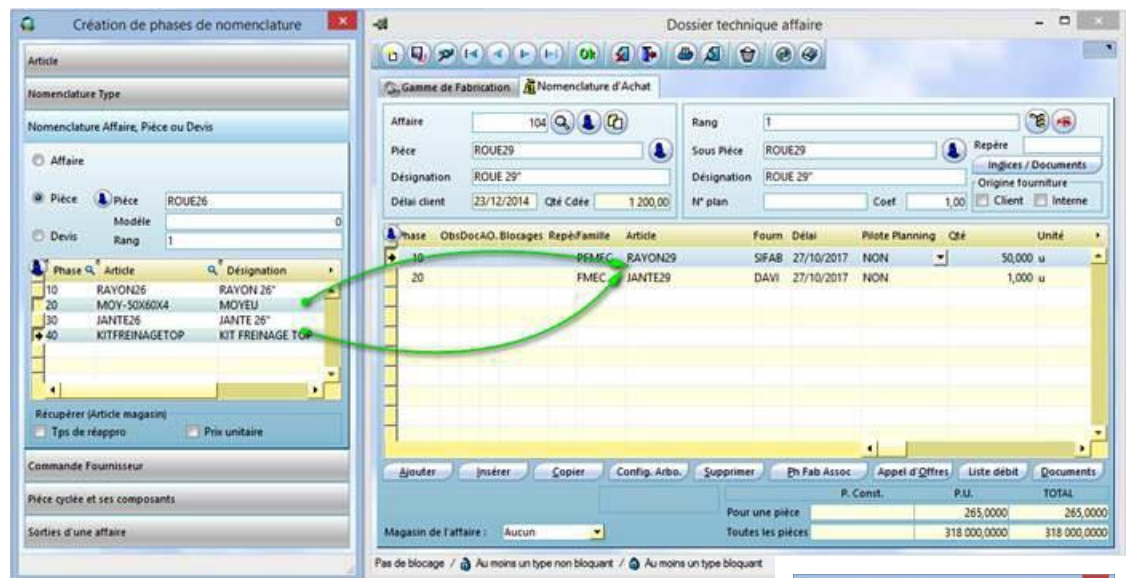 Création de phases de nomenclature
Article
Nomenclature Type
Nomenclature Affaire, Pièce ou Devis
Affaire
Pièce Pièce ROUE26
Modèle 0
Devis Rang 1
Phase Article Désignation
10 RAYON26 RAYON 26"
20 MOY-50X60X4 MOYEU
30 JANTE26 JANTE 26"
40 KITFREINAGETOP KIT FREINAGE TOP
Récupérer (Article magasin)
Tps de réappro Prix unitaire
Commande Fournisseur
Pièce cyclée et ses composants
Sorties d'une affaire
Dossier technique affaire
Ok
Gamme de Fabrication Nomenclature d'Achat
Affaire 104 Rang 1
Pièce ROUE29 Sous Pièce ROUE29 Repère
Indices / Documents
Désignation ROUE 29" Désignation ROUE 29"
Origine fourniture
Délai client 23/12/2014 Qté Cdée 1 200,00 N° plan Coef 1,00 Client Interne
Phase ObsDocAO. Blocages Repèr Famille Article Fourn Délai Pilote Planning Qté Unité
10 PFMEC RAYON29 SIFAB 27/10/2017 NON 50,000 u
20 FMEC JANTE29 DAVI 27/10/2017 NON 1,000 u
Ajouter Insérer Copier Config. Arbo. Supprimer Ph Fab Assoc Appel d'Offres Liste débit Documents
P. Const. P.U. TOTAL
Pour une pièce 265,0000 265,0000
Magasin de l'affaire : Aucun Toutes les pièces 318 000,0000 318 000,0000
Pas de blocage / Au moins un type non bloquant / Au moins un type bloquant